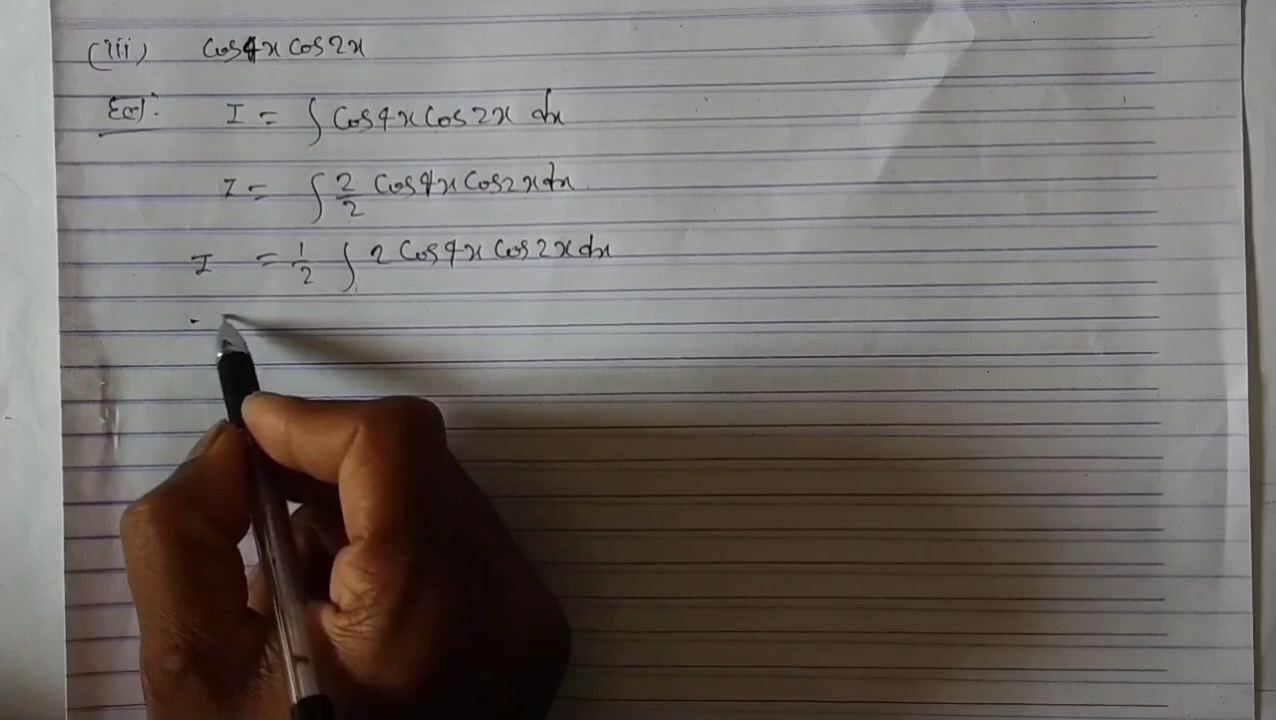 (iii) cos4x cos2x
Sol: I = ∫ cos4x cos2x dx
I = ∫ 2/2 cos4x cos2x dx
I = 1/2 ∫ 2 cos4x cos2x dx